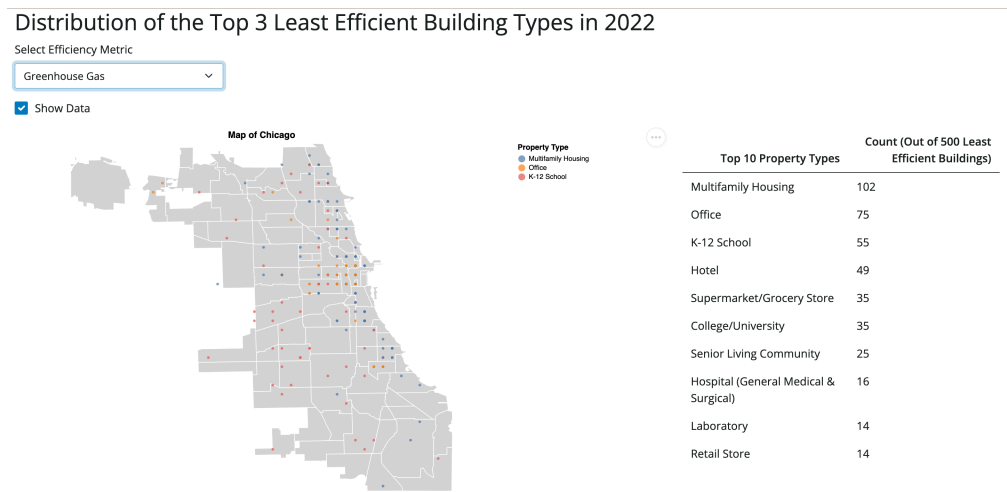 Distribution of the Top 3 Least Efficient Building Types in 2022
Select Efficiency Metric
Greenhouse Gas
Show Data
Map of Chicago
Property Type
Multifamily Housing
Office
K-12 School
Top 10 Property Types
Count (Out of 500 Least
Efficient Buildings)
Multifamily Housing 102
Office 75
K-12 School 55
Hotel 49
Supermarket/Grocery Store 35
College/University 35
Senior Living Community 25
Hospital (General Medical & 16
Surgical)
Laboratory 14
Retail Store 14